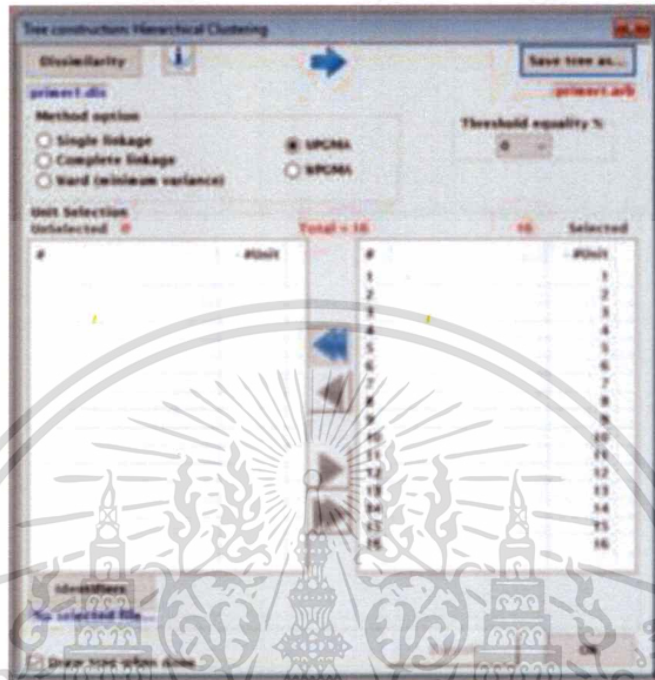 Tree construction: Hierarchical Clustering
Dissimilarity
Save tree as...
primer1.dis
primer1.arb
Method option
Single linkage
Complete linkage
Ward (minimum variance)
UPGMA
WPGMA
Threshold equality %
0
Unit Selection
UnSelected 0 Total = 16 16 Selected
# #Unit # #Unit
1 1
2 2
3 3
4 4
5 5
6 6
7 7
8 8
9 9
10 10
11 11
12 12
13 13
14 14
15 15
16 16
Identifiers
No selected file...
Draw tree when done
OK